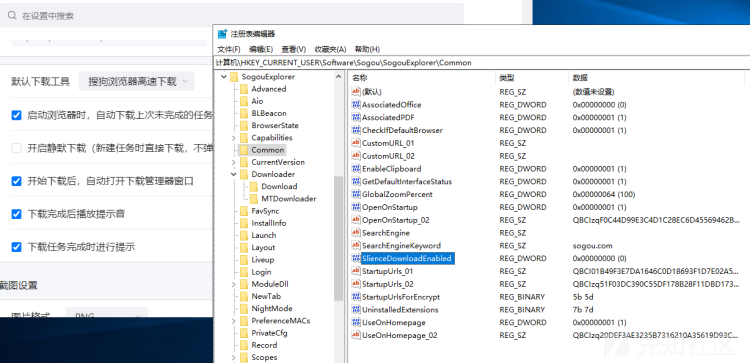 在设置中搜索
默认下载工具 搜狗浏览器高速下载
启动浏览器时，自动下载上次未完成的任务
开启静默下载（新建任务时直接下载，不弹
开始下载后，自动打开下载管理器窗口
下载完成后播放提示音
下载任务完成时进行提示
截图设置
图片格式 PNG
注册表编辑器
文件(F) 编辑(E) 查看(V) 收藏夹(A) 帮助(H)
计算机\HKEY_CURRENT_USER\Software\Sogou\SogouExplorer\Common
SogouExplorer
Advanced
Aio
BLBeacon
BrowserState
Capabilities
Common
CurrentVersion
Downloader
Download
MTDownloader
FavSync
InstallInfo
Launch
Layout
Liveup
Login
ModuleDll
NewTab
NightMode
PreferenceMACs
PrivateCfg
Record
Scopes
名称 类型 数据
(默认) REG_SZ (数值未设置)
AssociatedOffice REG_DWORD 0x00000000 (0)
AssociatedPDF REG_DWORD 0x00000001 (1)
CheckIfDefaultBrowser REG_DWORD 0x00000001 (1)
CustomURL_01 REG_SZ
CustomURL_02 REG_SZ
EnableClipboard REG_DWORD 0x00000001 (1)
GetDefaultInterfaceStatus REG_DWORD 0x00000001 (1)
GlobalZoomPercent REG_DWORD 0x00000064 (100)
OpenOnStartup REG_DWORD 0x00000001 (1)
OpenOnStartup_02 REG_SZ QBCIzqF0C44D99E3C4D1C28EC6D45569462B...
SearchEngine REG_SZ
SearchEngineKeyword REG_SZ sogou.com
SlienceDownloadEnabled REG_DWORD 0x00000000 (0)
StartupUrls_01 REG_SZ QBCI01B49F3E7DA1646C0D18693F1D7E02A5...
StartupUrls_02 REG_SZ QBCIzq51F03DC390C55DF178B28F11DBD173...
StartupUrlsForEncrypt REG_BINARY 5b 5d
UninstalledExtensions REG_BINARY 7b 7d
UseOnHomepage REG_DWORD 0x00000001 (1)
UseOnHomepage_02 REG_SZ QBCIzq20DEF3AE3235B7316210A35619D93C...
先知社区